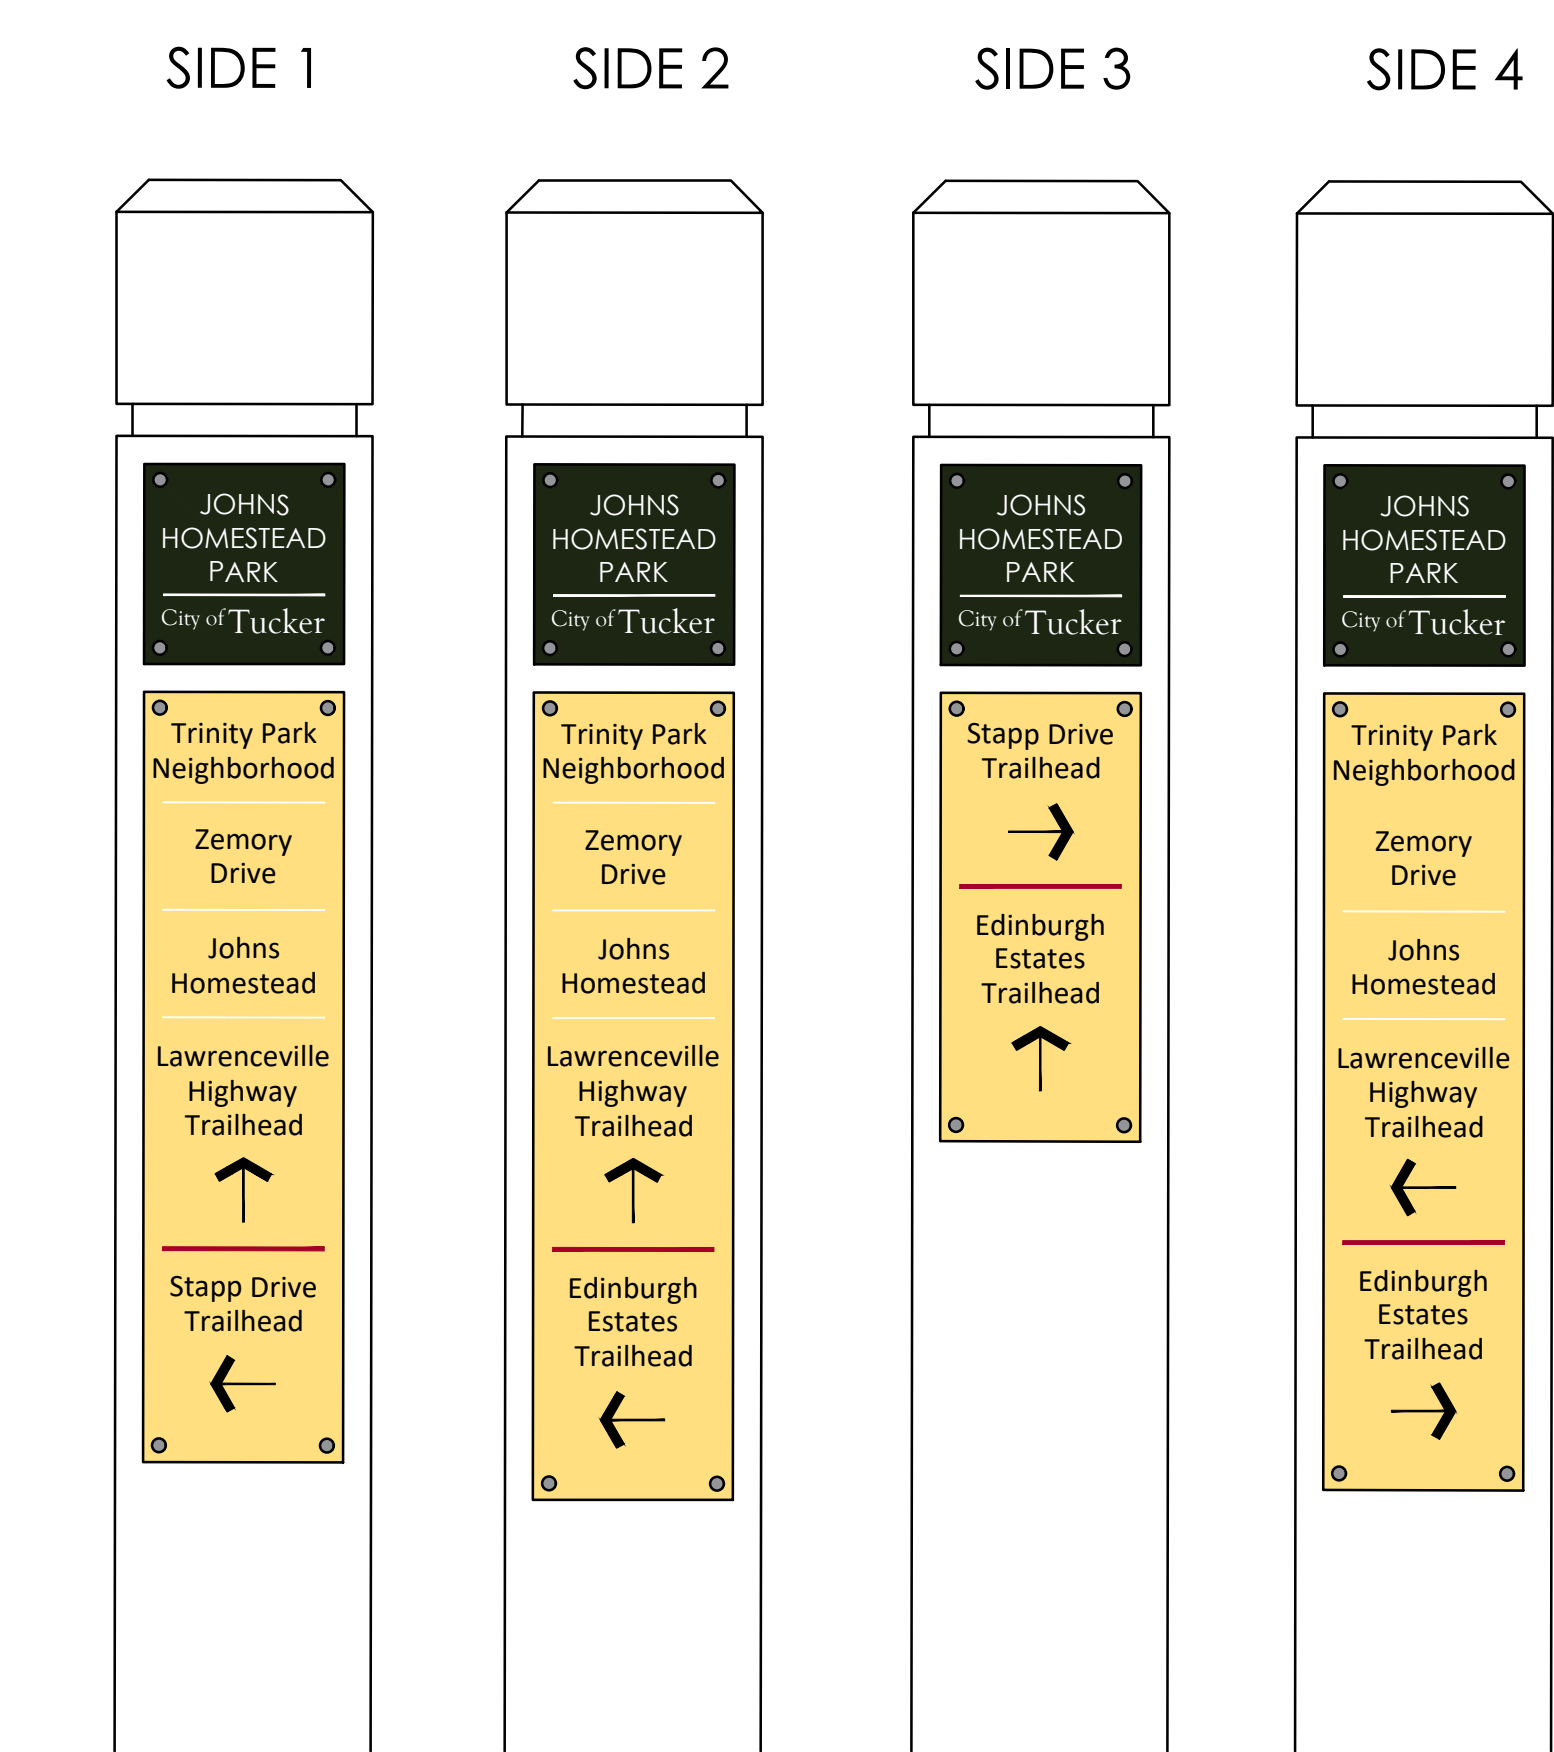 SIDE 1
JOHNS
HOMESTEAD
PARK
City of Tucker
Trinity Park
Neighborhood
Zemory
Drive
Johns
Homestead
Lawrenceville
Highway
Trailhead
Stapp Drive
Trailhead
SIDE 2
JOHNS
HOMESTEAD
PARK
City of Tucker
Trinity Park
Neighborhood
Zemory
Drive
Johns
Homestead
Lawrenceville
Highway
Trailhead
Edinburgh
Estates
Trailhead
SIDE 3
JOHNS
HOMESTEAD
PARK
City of Tucker
Stapp Drive
Trailhead
Edinburgh
Estates
Trailhead
SIDE 4
JOHNS
HOMESTEAD
PARK
City of Tucker
Trinity Park
Neighborhood
Zemory
Drive
Johns
Homestead
Lawrenceville
Highway
Trailhead
Edinburgh
Estates
Trailhead